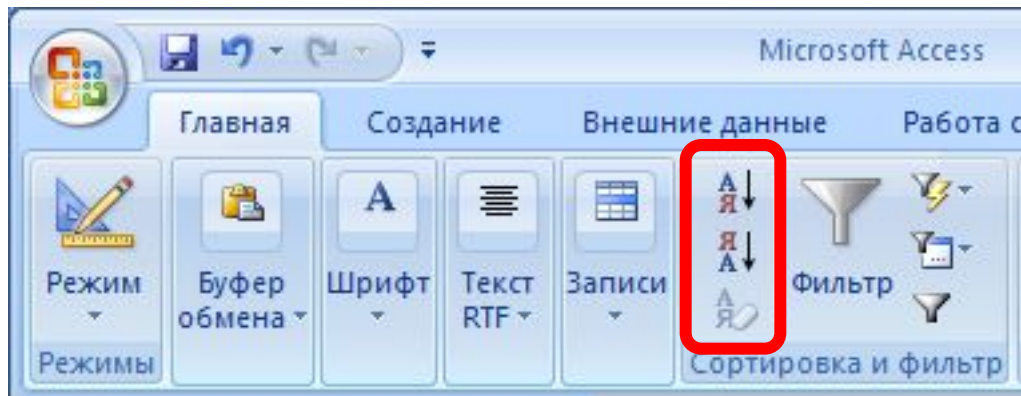 Microsoft Access
Главная Создание Внешние данные Работа с
А
Я
Я
А
А
Я
Режим
Буфер
обмена
Шрифт
Текст
RTF
Записи
Фильтр
Режимы
Сортировка и фильтр